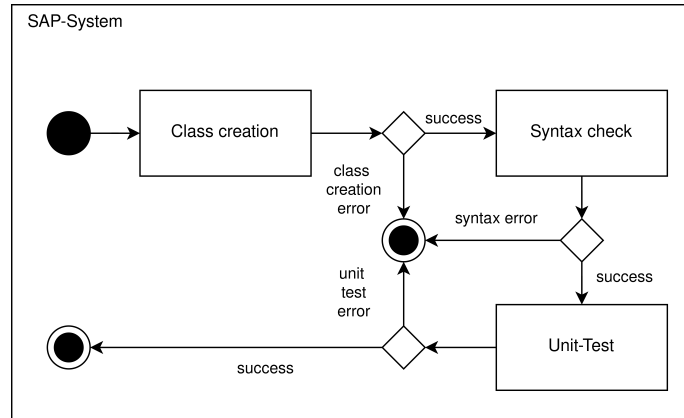 SAP-System
Class creation
success
Syntax check
class
creation
error
syntax error
success
unit
test
error
Unit-Test
success